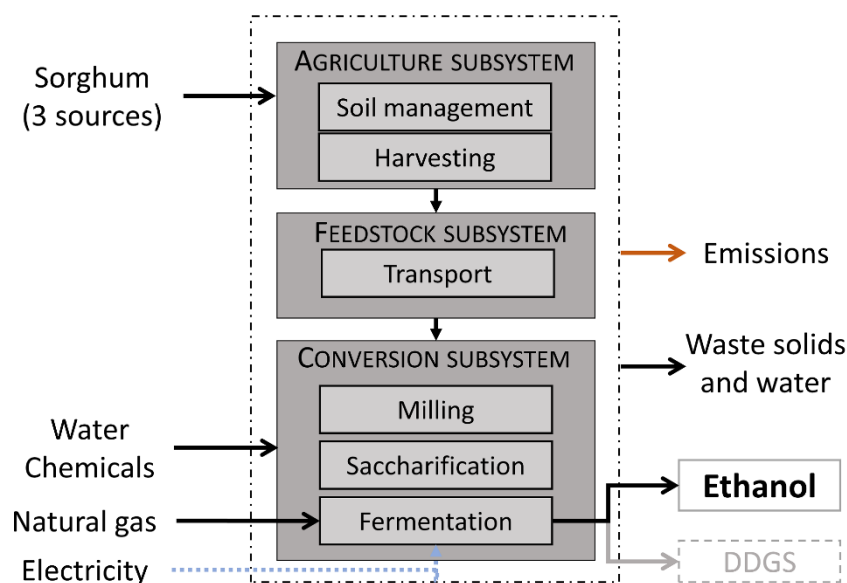 AGRICULTURE SUBSYSTEM
Sorghum
(3 sources)
Soil management
Harvesting
FEEDSTOCK SUBSYSTEM
Transport
Emissions
CONVERSION SUBSYSTEM
Waste solids
and water
Milling
Water
Chemicals
Saccharification
Ethanol
Natural gas
Fermentation
DDGS
Electricity